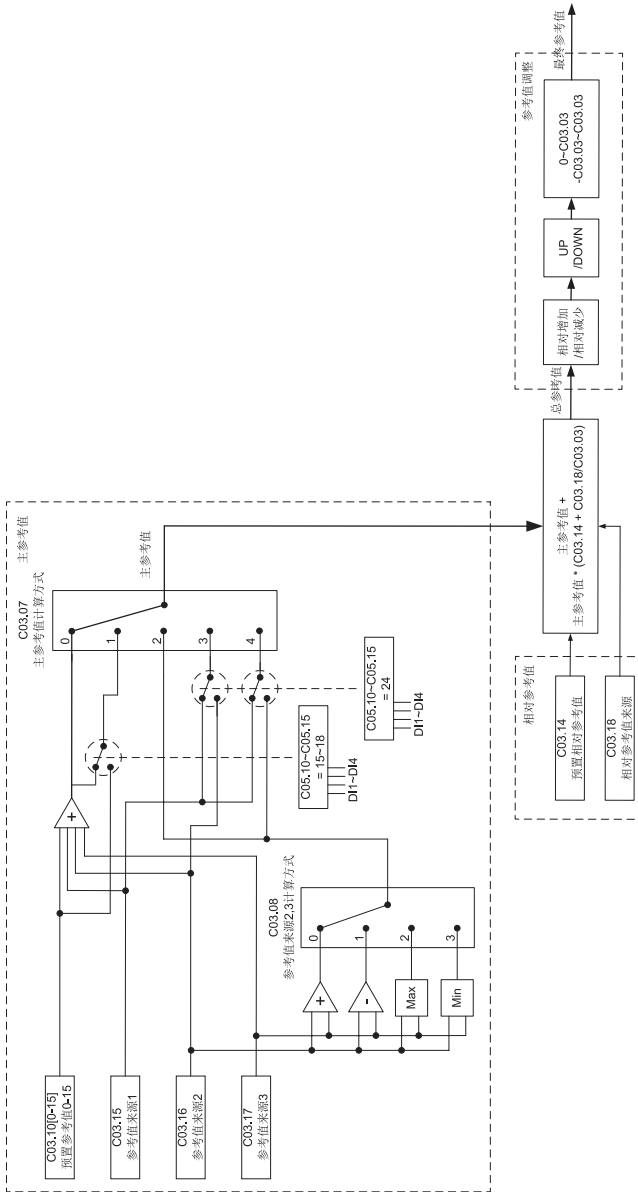 C03.10[0-15]
预置参考值0-15
C03.15
参考值来源1
C03.16
参考值来源2
C03.17
参考值来源3
+
-
Max
Min
C03.08
参考值来源2,3计算方式
0
1
2
3
+
C05.10~C05.15
= 15~18
DI1~DI4
C05.10~C05.15
= 24
DI1~DI4
C03.07
主参考值计算方式
0
1
2
3
4
主参考值
主参考值
相对参考值
C03.14
预置相对参考值
C03.18
相对参考值来源
主参考值 +
主参考值 * (C03.14 + C03.18/C03.03)
总参考值
参考值调整
相对增加
/相对减少
UP
/DOWN
0~C03.03
-C03.03~C03.03
最终参考值